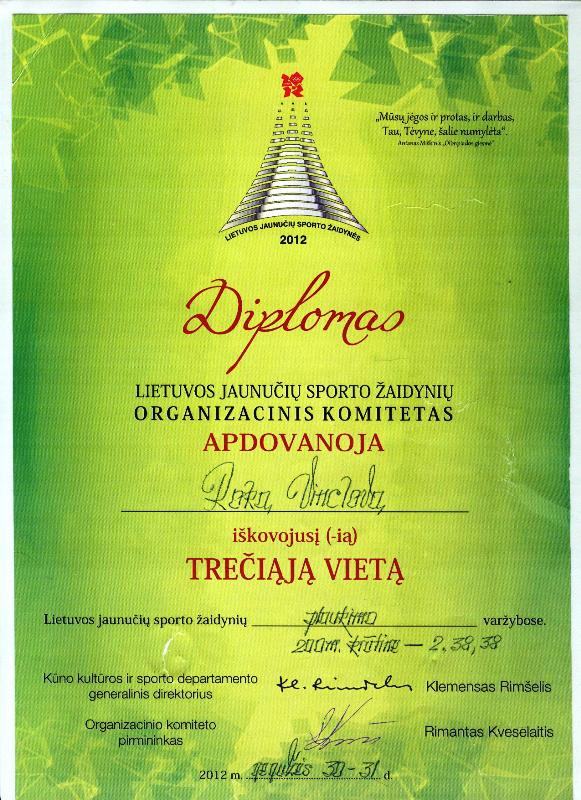 „Mūsų jėgos ir protas, ir darbas,
Tau, Tėvyne, šalie numylėta“.
Antanas Miškinis „Olimpiados giesmė“
LIETUVOS JAUNUČIŲ SPORTO ŽAIDYNĖS
2012
Diplomas
LIETUVOS JAUNUČIŲ SPORTO ŽAIDYNIŲ
ORGANIZACINIS KOMITETAS
APDOVANOJA
iškovojusį (-ią)
TREČIĄJĄ VIETĄ
Lietuvos jaunučių sporto žaidynių plaukimo varžybose.
200m. krūtine — 2.38,38
Kūno kultūros ir sporto departamento
generalinis direktorius
Klemensas Rimšelis
Organizacinio komiteto
pirmininkas
Rimantas Kveselaitis
2012 m. gegužės 30-31 d.